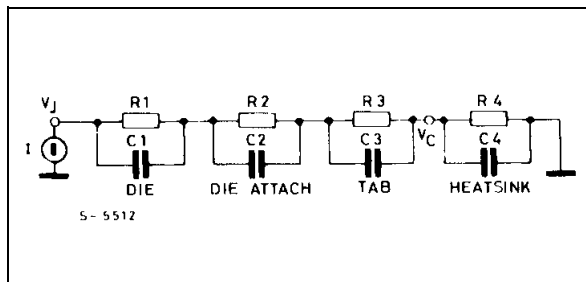 VJ R1 R2 R3 R4
I C1 C2 C3 VC C4
DIE DIE ATTACH TAB HEATSINK
S-5512